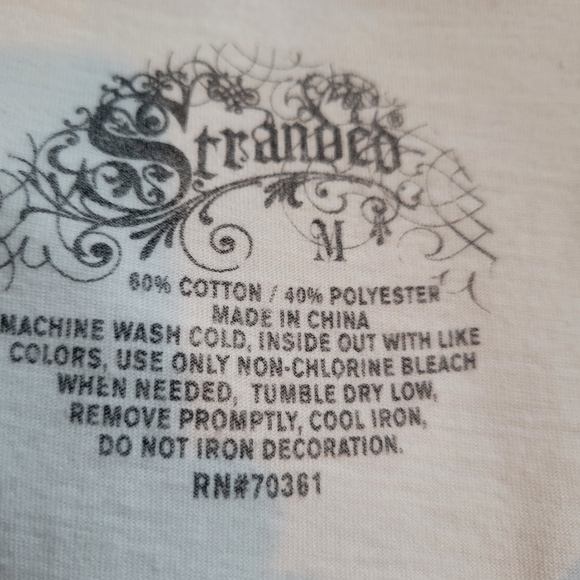 Stranded
M
60% COTTON / 40% POLYESTER
MADE IN CHINA
MACHINE WASH COLD, INSIDE OUT WITH LIKE
COLORS, USE ONLY NON-CHLORINE BLEACH
WHEN NEEDED, TUMBLE DRY LOW,
REMOVE PROMPTLY, COOL IRON,
DO NOT IRON DECORATION.
RN#70361